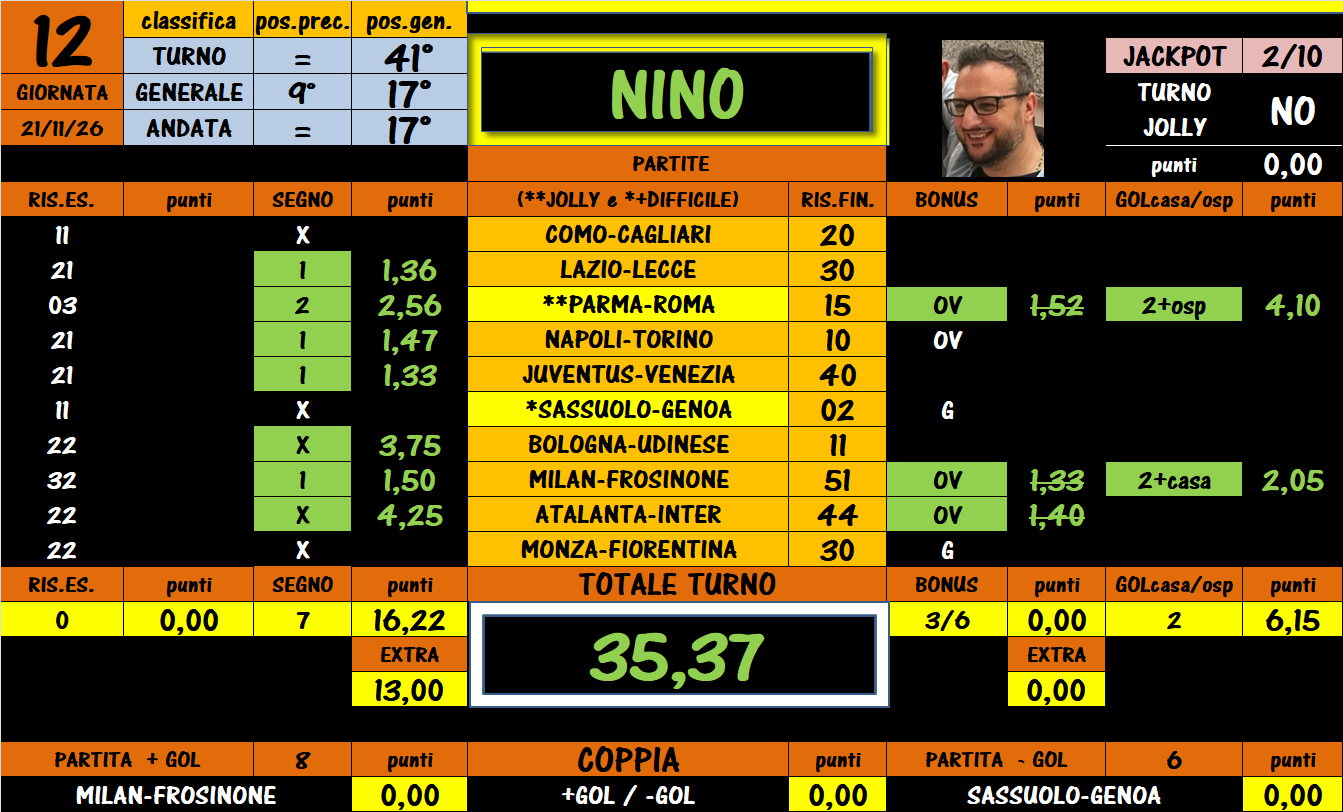 12 classifica pos.prec. pos.gen.
TURNO = 41°
GIORNATA GENERALE 9° 17°
21/11/26 ANDATA = 17°
NINO
JACKPOT 2/10
TURNO JOLLY NO
punti 0,00
PARTITE
RIS.ES. punti SEGNO punti (**JOLLY e *+DIFFICILE) RIS.FIN. BONUS punti GOLcasa/osp punti
11 X COMO-CAGLIARI 20
21 1 1,36 LAZIO-LECCE 30
03 2 2,56 **PARMA-ROMA 15 OV 1,52 2+osp 4,10
21 1 1,47 NAPOLI-TORINO 10 OV
21 1 1,33 JUVENTUS-VENEZIA 40
11 X *SASSUOLO-GENOA 02 G
22 X 3,75 BOLOGNA-UDINESE 11
32 1 1,50 MILAN-FROSINONE 51 OV 1,33 2+casa 2,05
22 X 4,25 ATALANTA-INTER 44 OV 1,40
22 X MONZA-FIORENTINA 30 G
RIS.ES. punti SEGNO punti TOTALE TURNO BONUS punti GOLcasa/osp punti
0 0,00 7 16,22 35,37 3/6 0,00 2 6,15
EXTRA EXTRA
13,00 0,00
PARTITA + GOL 8 punti COPPIA punti PARTITA - GOL 6 punti
MILAN-FROSINONE 0,00 +GOL / -GOL 0,00 SASSUOLO-GENOA 0,00